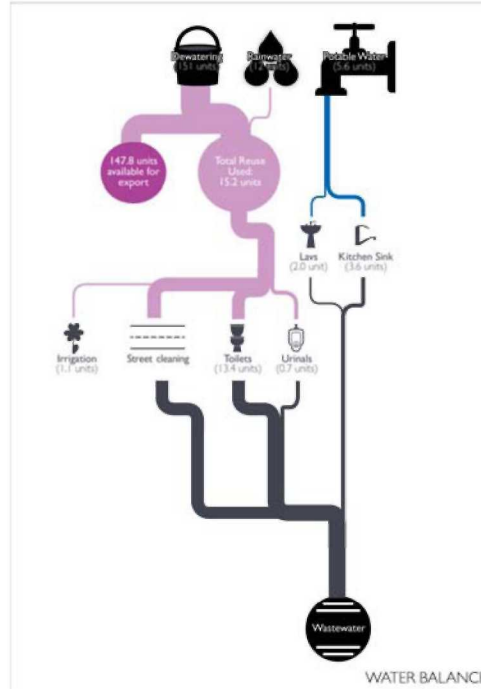 Dewatering
(151 units)
Rainwater
(12 units)
Potable Water
(5.6 units)
147.8 units
available for
export
Total Reuse
Used:
15.2 units
Lavs
(2.0 unit)
Kitchen Sink
(3.6 units)
Irrigation
(1.1 units)
Street cleaning
Toilets
(13.4 units)
Urinals
(0.7 units)
Wastewater
WATER BALANC